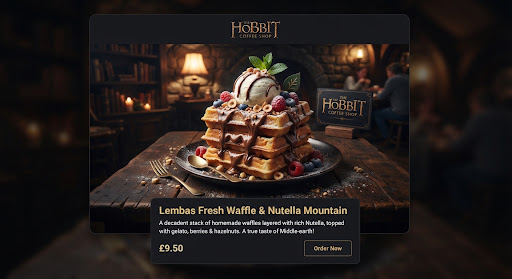 THE
HOBBIT
COFFEE SHOP
THE
HOBBIT
COFFEE SHOP
Lembas Fresh Waffle & Nutella Mountain
A decadent stack of homemade waffles layered with rich Nutella, topped
with gelato, berries & hazelnuts. A true taste of Middle-earth!
£9.50
Order Now